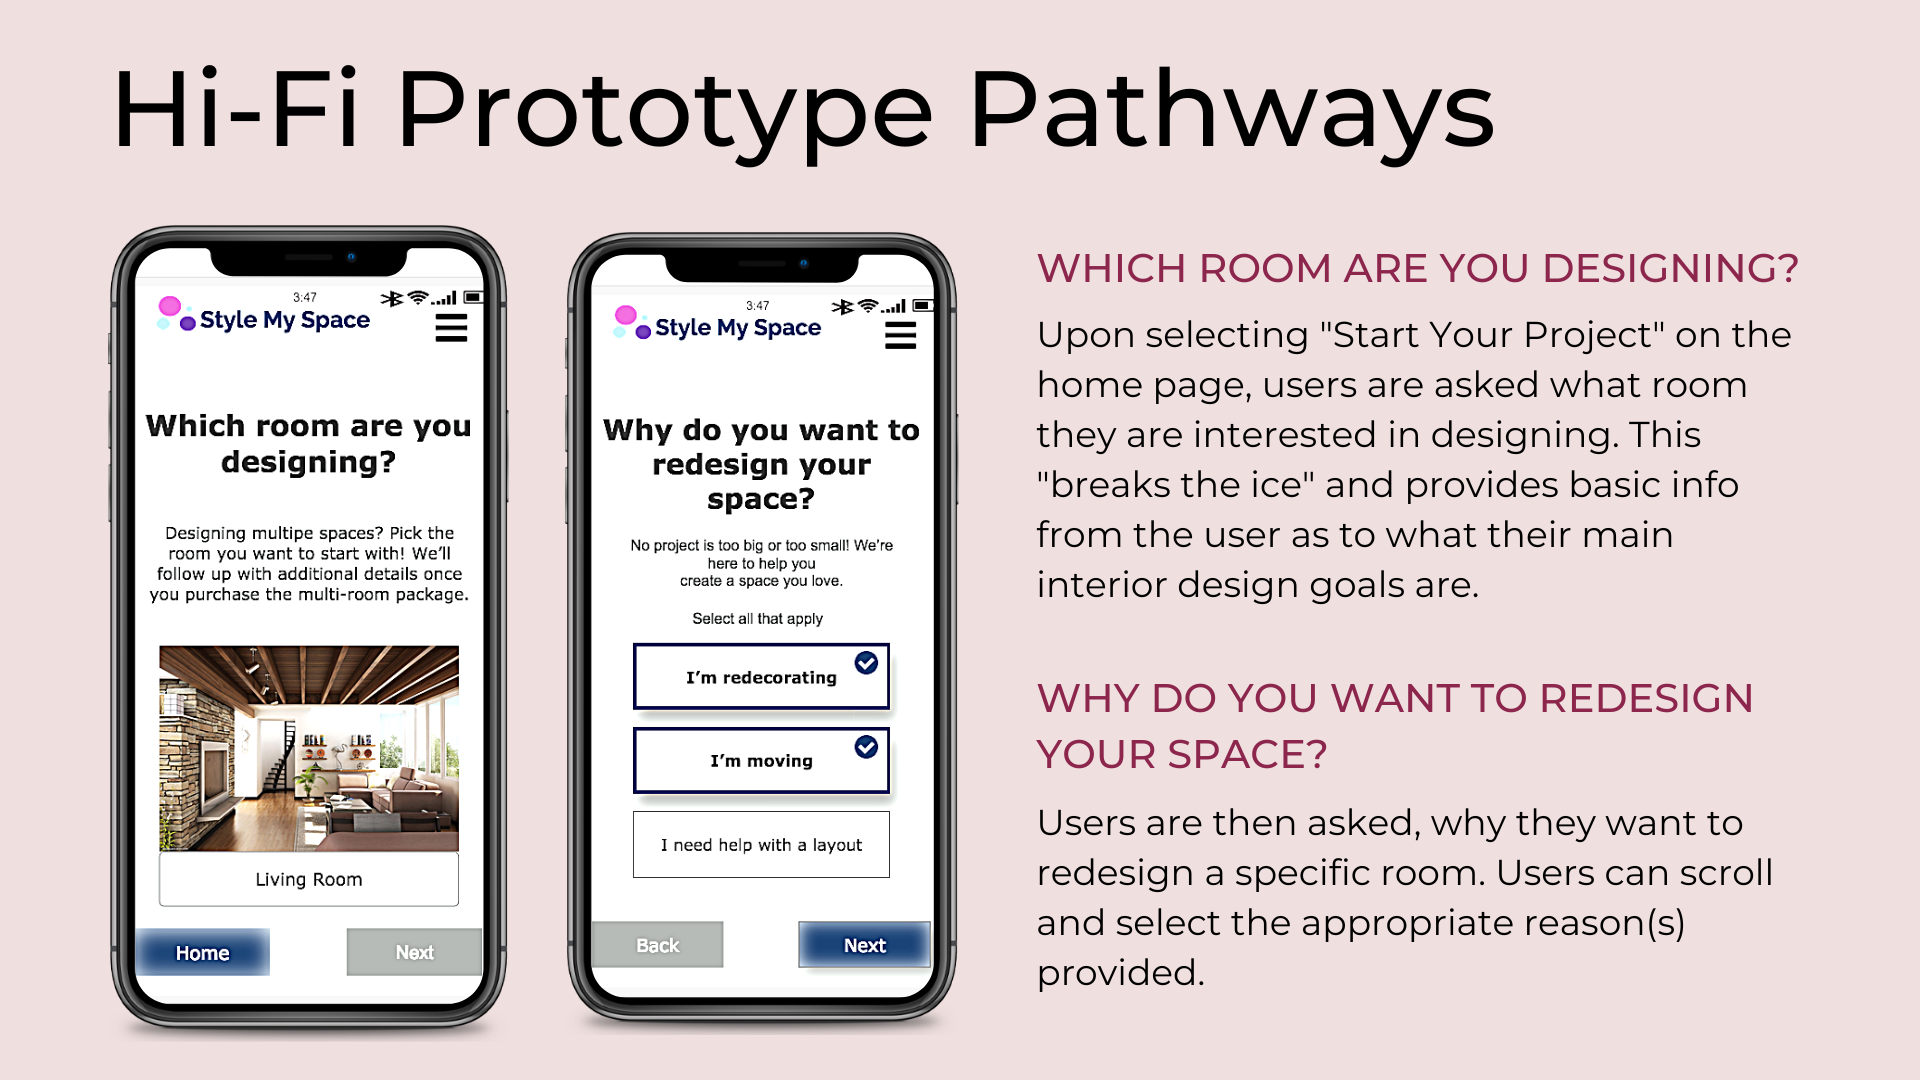 Hi-Fi Prototype Pathways
3:47
Style My Space
Which room are you
designing?
Designing multipe spaces? Pick the
room you want to start with! We'll
follow up with additional details once
you purchase the multi-room package.
Living Room
Home
Next
3:47
Style My Space
Why do you want to
redesign your
space?
No project is too big or too small! We're
here to help you
create a space you love.
Select all that apply
I'm redecorating
I'm moving
I need help with a layout
Back
Next
WHICH ROOM ARE YOU DESIGNING?
Upon selecting "Start Your Project" on the
home page, users are asked what room
they are interested in designing. This
"breaks the ice" and provides basic info
from the user as to what their main
interior design goals are.
WHY DO YOU WANT TO REDESIGN
YOUR SPACE?
Users are then asked, why they want to
redesign a specific room. Users can scroll
and select the appropriate reason(s)
provided.